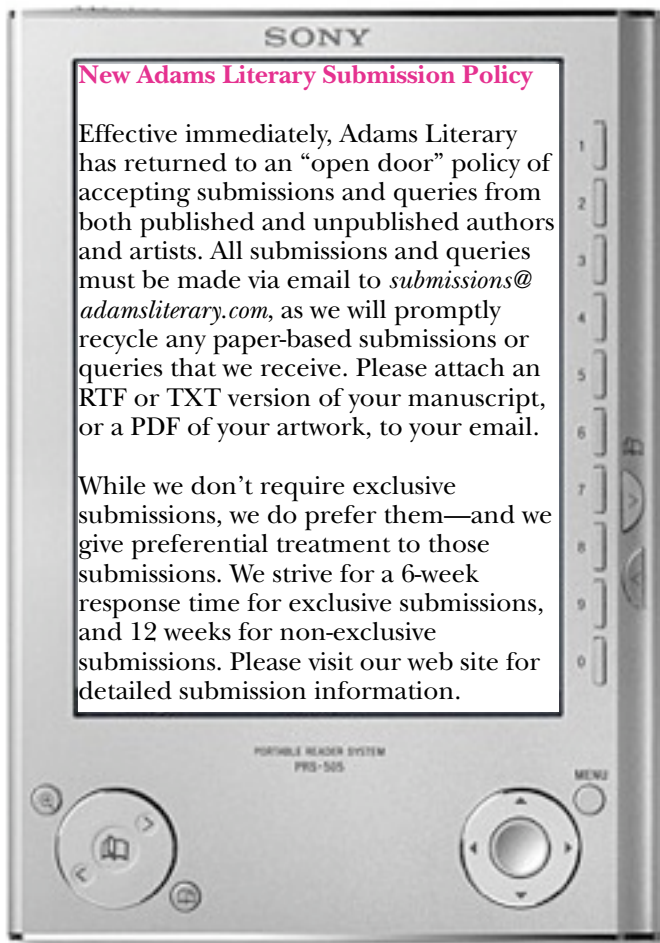 SONY
New Adams Literary Submission Policy
Effective immediately, Adams Literary
has returned to an “open door” policy of
accepting submissions and queries from
both published and unpublished authors
and artists. All submissions and queries
must be made via email to submissions@
adamsliterary.com, as we will promptly
recycle any paper-based submissions or
queries that we receive. Please attach an
RTF or TXT version of your manuscript,
or a PDF of your artwork, to your email.
While we don’t require exclusive
submissions, we do prefer them—and we
give preferential treatment to those
submissions. We strive for a 6-week
response time for exclusive submissions,
and 12 weeks for non-exclusive
submissions. Please visit our web site for
detailed submission information.
1
2
3
4
5
6
7
8
9
0
PORTABLE READER SYSTEM
PRS-505
MENU